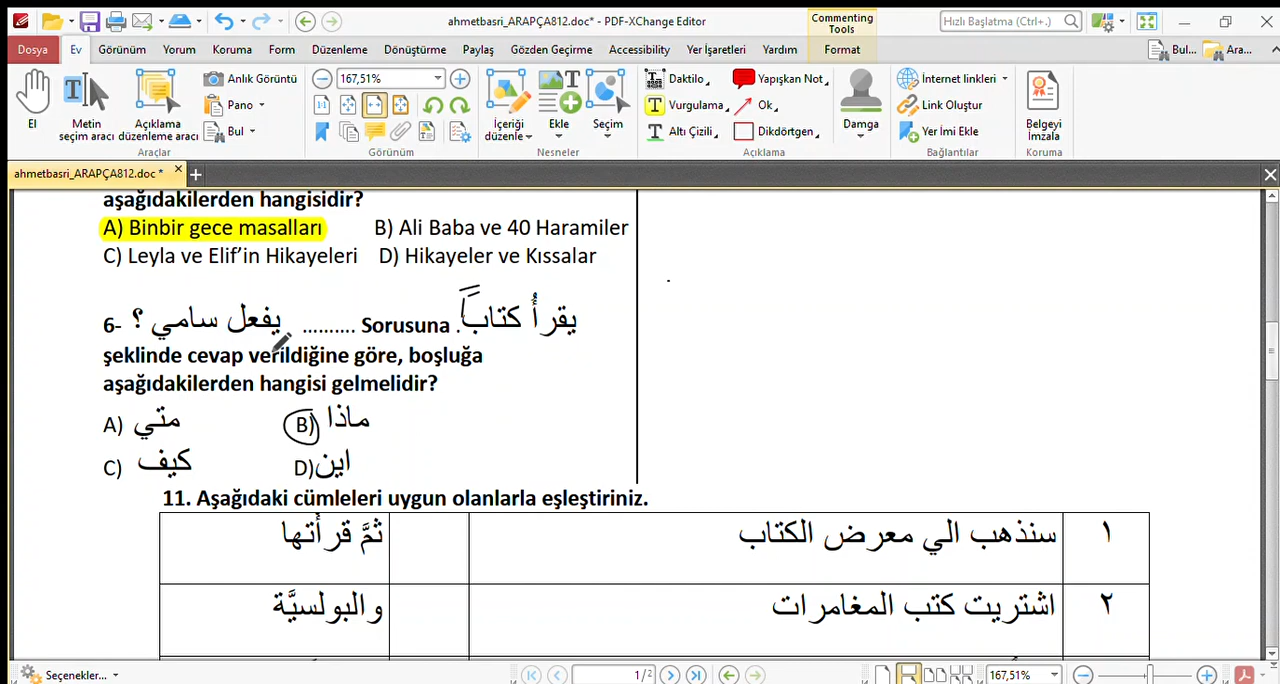 ahmetbasri_ARAPÇA812.doc* - PDF-XChange Editor
Commenting Tools
Hızlı Başlatma (Ctrl+.)
Dosya Ev Görünüm Yorum Koruma Form Düzenleme Dönüştürme Paylaş Gözden Geçirme Accessibility Yer İşaretleri Yardım Format Bul... Ara...
El
Metin seçim aracı
Açıklama düzenleme aracı
Anlık Görüntü
Pano
Bul
Araçlar
167,51%
Görünüm
İçeriği düzenle
Ekle
Seçim
Nesneler
Daktilo
Vurgulama
Altı Çizili
Yapışkan Not
Ok
Dikdörtgen
Damga
Açıklama
İnternet linkleri
Link Oluştur
Yer İmi Ekle
Bağlantılar
Belgeyi İmzala
Koruma
ahmetbasri_ARAPÇA812.doc *
aşağıdakilerden hangisidir?
A) Binbir gece masalları B) Ali Baba ve 40 Haramiler
C) Leyla ve Elif’in Hikayeleri D) Hikayeler ve Kıssalar
6- يفعل سامي ؟ .......... Sorusuna .يقرأُ كتاباً
şeklinde cevap verildiğine göre, boşluğa
aşağıdakilerden hangisi gelmelidir?
A) متي B) ماذا
C) كيف D) اين
11. Aşağıdaki cümleleri uygun olanlarla eşleştiriniz.
١ سنذهب الي معرض الكتاب ثمَّ قرأتها
٢ اشتريت كتب المغامرات والبولسيَّة
Seçenekler...
1/2
167,51%